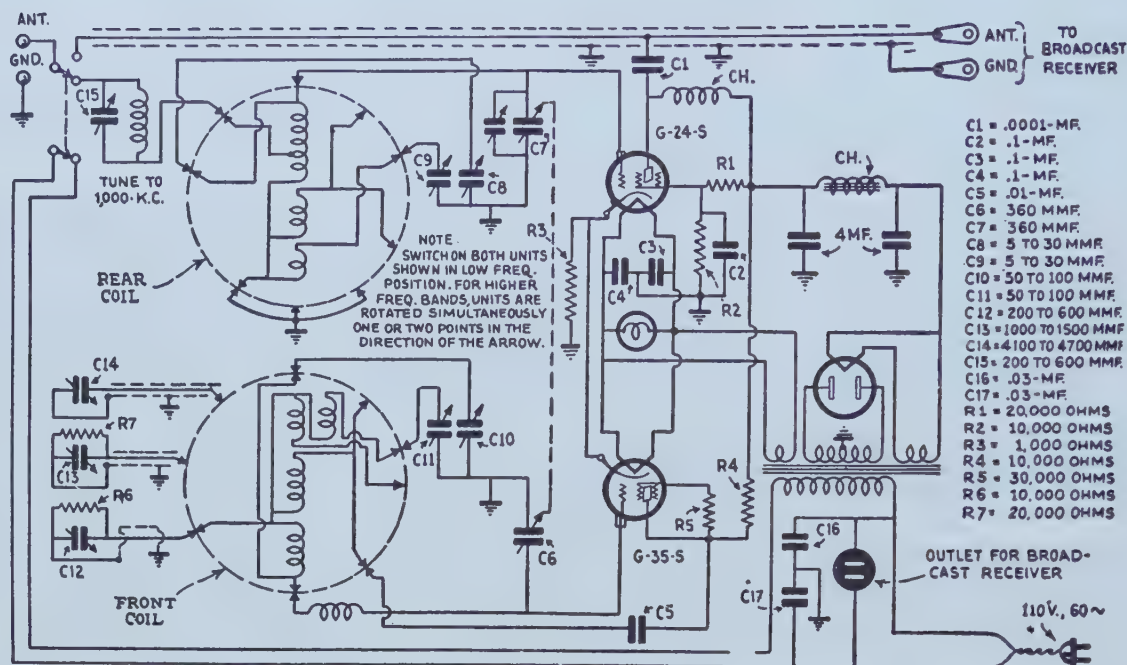 ANT.
GND.
C15
TUNE TO
1,000-K.C.
REAR
COIL
C9
C8
C7
NOTE
SWITCH ON BOTH UNITS
SHOWN IN LOW FREQ.
POSITION. FOR HIGHER
FREQ. BANDS, UNITS ARE
ROTATED SIMULTANEOUSLY
ONE OR TWO POINTS IN THE
DIRECTION OF THE ARROW.
C1
CH.
G-24-S
R1
R3
C4
C3
C2
R2
CH.
4MF.
ANT.
GND.
TO
BROADCAST
RECEIVER
C1 = .0001-MF.
C2 = .1-MF.
C3 = .1-MF.
C4 = .1-MF.
C5 = .01-MF.
C6 = 360 MMF.
C7 = 360 MMF.
C8 = 5 TO 30 MMF.
C9 = 5 TO 30 MMF.
C10 = 50 TO 100 MMF.
C11 = 50 TO 100 MMF.
C12 = 200 TO 600 MMF.
C13 = 1000 TO 1500 MMF
C14 = 4100 TO 4700 MMF
C15 = 200 TO 600 MMF.
C16 = .03-MF.
C17 = .03-MF.
R1 = 20,000 OHMS
R2 = 10,000 OHMS
R3 = 1,000 OHMS
R4 = 10,000 OHMS
R5 = 30,000 OHMS
R6 = 10,000 OHMS
R7 = 20,000 OHMS
C14
R7
C13
R6
C12
FRONT
COIL
C11
C10
C6
C5
G-35-S
R5
R4
C16
C17
OUTLET FOR BROAD-
CAST RECEIVER
110V., 60~